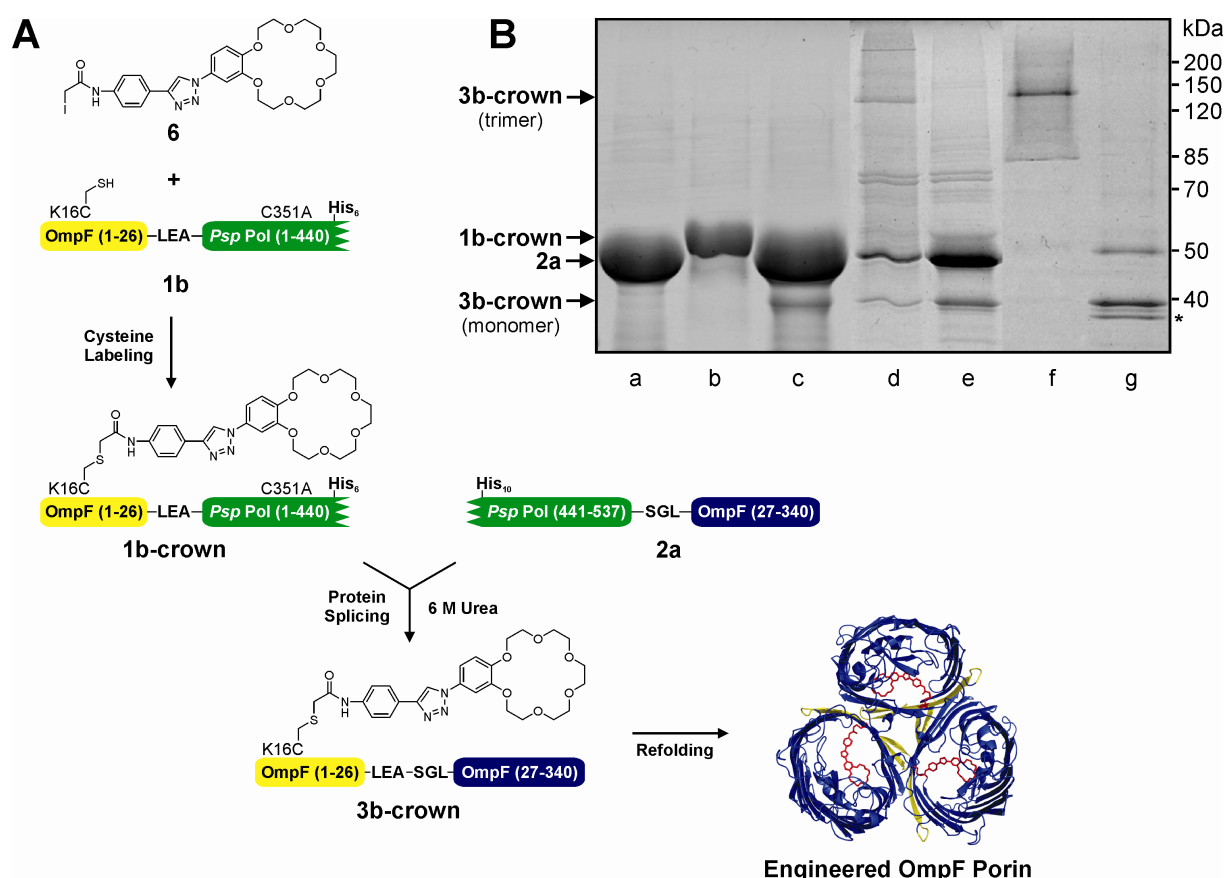 A
O
N
H
I
N
N
N
O
O
O
O
O
O
6
+
SH
K16C
C351A
His6
OmpF (1-26)
LEA
Psp Pol (1-440)
1b
Cysteine
Labeling
O
N
H
S
N
N
N
O
O
O
O
O
O
K16C
C351A
His6
OmpF (1-26)
LEA
Psp Pol (1-440)
1b-crown
His10
Psp Pol (441-537)
SGL
OmpF (27-340)
2a
Protein
Splicing
6 M Urea
O
N
H
S
N
N
N
O
O
O
O
O
O
K16C
OmpF (1-26)
LEA
SGL
OmpF (27-340)
3b-crown
Refolding
Engineered OmpF Porin
B
kDa
200
150
120
85
70
50
40
*
3b-crown
(trimer)
1b-crown
2a
3b-crown
(monomer)
a b c d e f g